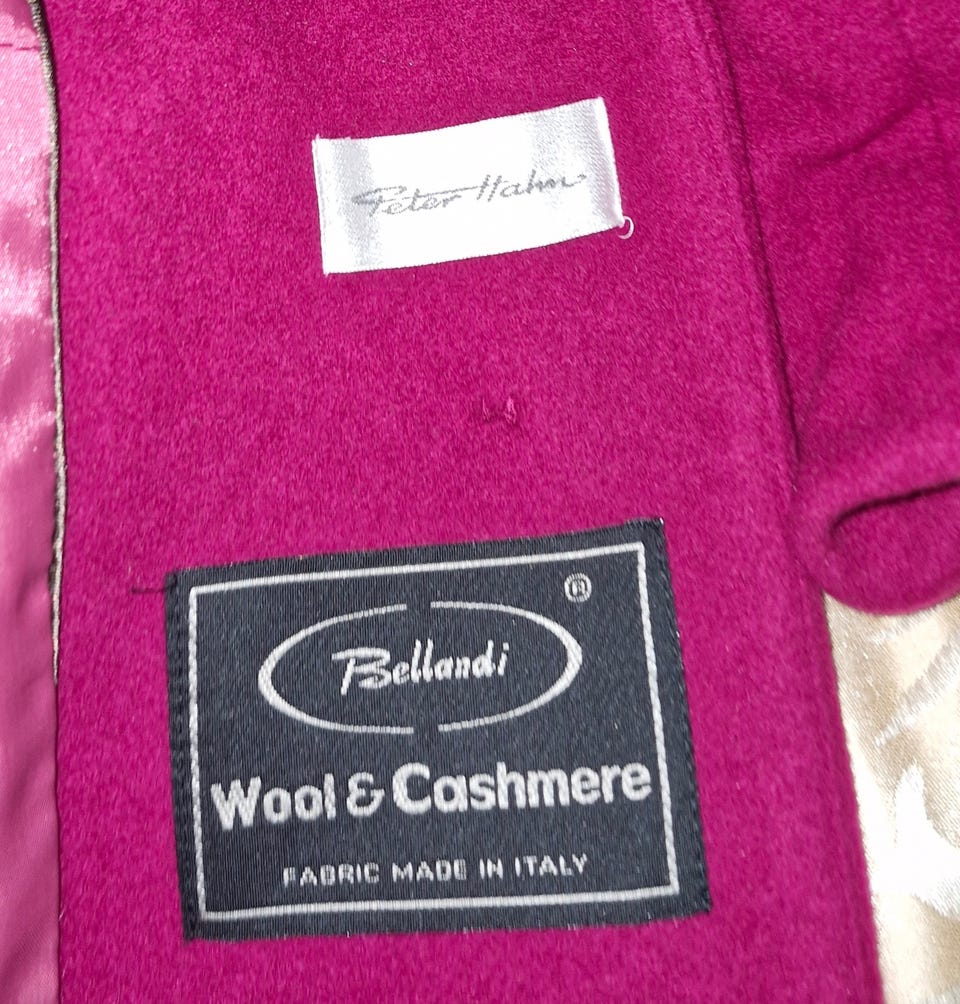 Peter Hahn
®
Bellandi
Wool & Cashmere
FABRIC MADE IN ITALY